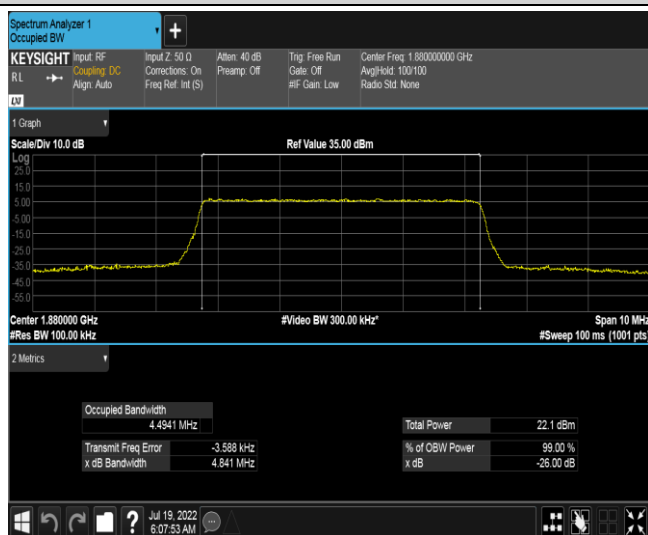 Spectrum Analyzer 1
Occupied BW
+
KEYSIGHT
RL
LXI
Input: RF
Coupling: DC
Align: Auto
Input Z: 50 Ω
Corrections: On
Freq Ref: Int (S)
Atten: 40 dB
Preamp: Off
Trig: Free Run
Gate: Off
#IF Gain: Low
Center Freq: 1.880000000 GHz
Avg|Hold: 100/100
Radio Std: None
1 Graph
Scale/Div 10.0 dB
Ref Value 35.00 dBm
Log
25.0
15.0
5.00
-5.00
-15.0
-25.0
-35.0
-45.0
-55.0
Center 1.880000 GHz
#Video BW 300.00 kHz*
Span 10 MHz
#Res BW 100.00 kHz
#Sweep 100 ms (1001 pts)
2 Metrics
Occupied Bandwidth
4.4941 MHz
Total Power 22.1 dBm
Transmit Freq Error -3.588 kHz
% of OBW Power 99.00 %
x dB Bandwidth 4.841 MHz
x dB -26.00 dB
?
Jul 19, 2022
6:07:53 AM